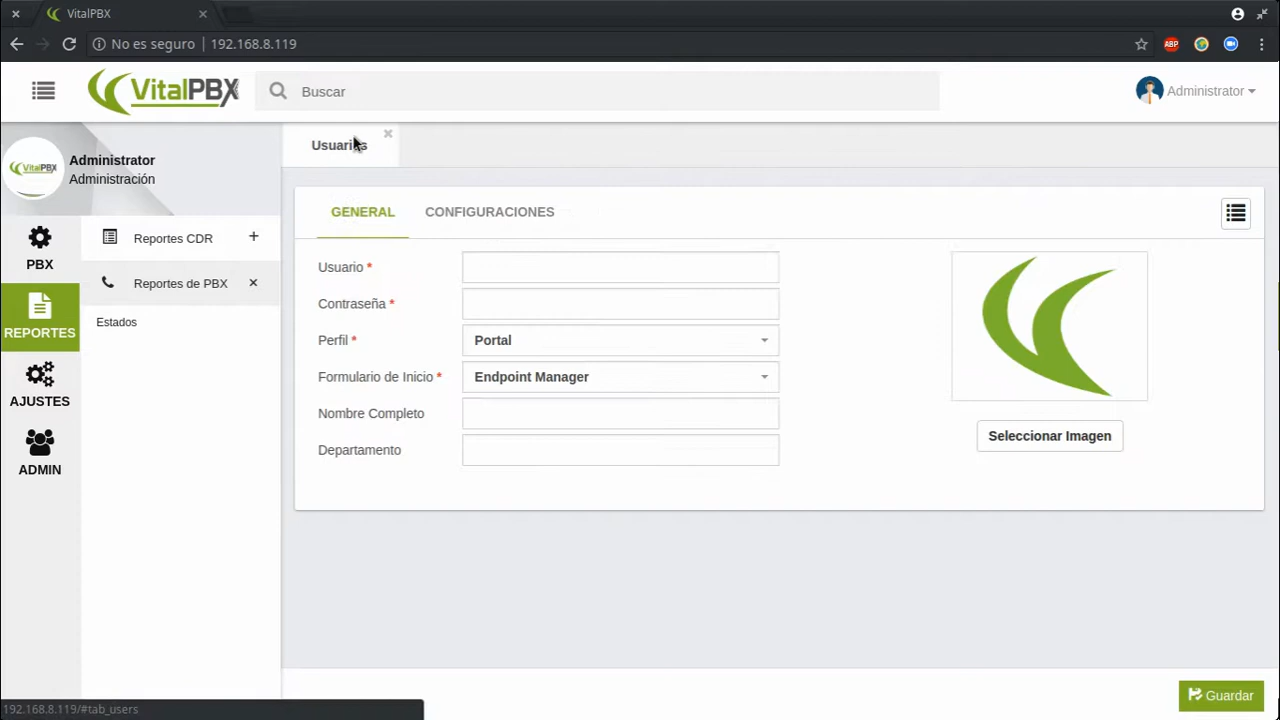 VitalPBX
No es seguro | 192.168.8.119
ABP
VitalPBX
Buscar
Administrator
VitalPBX
Administrator
Administración
Usuarios
PBX
REPORTES
AJUSTES
ADMIN
Reportes CDR
Reportes de PBX
Estados
GENERAL
CONFIGURACIONES
Usuario *
Contraseña *
Perfil * Portal
Formulario de Inicio * Endpoint Manager
Nombre Completo
Departamento
Seleccionar Imagen
Guardar
192.168.8.119/#tab_users